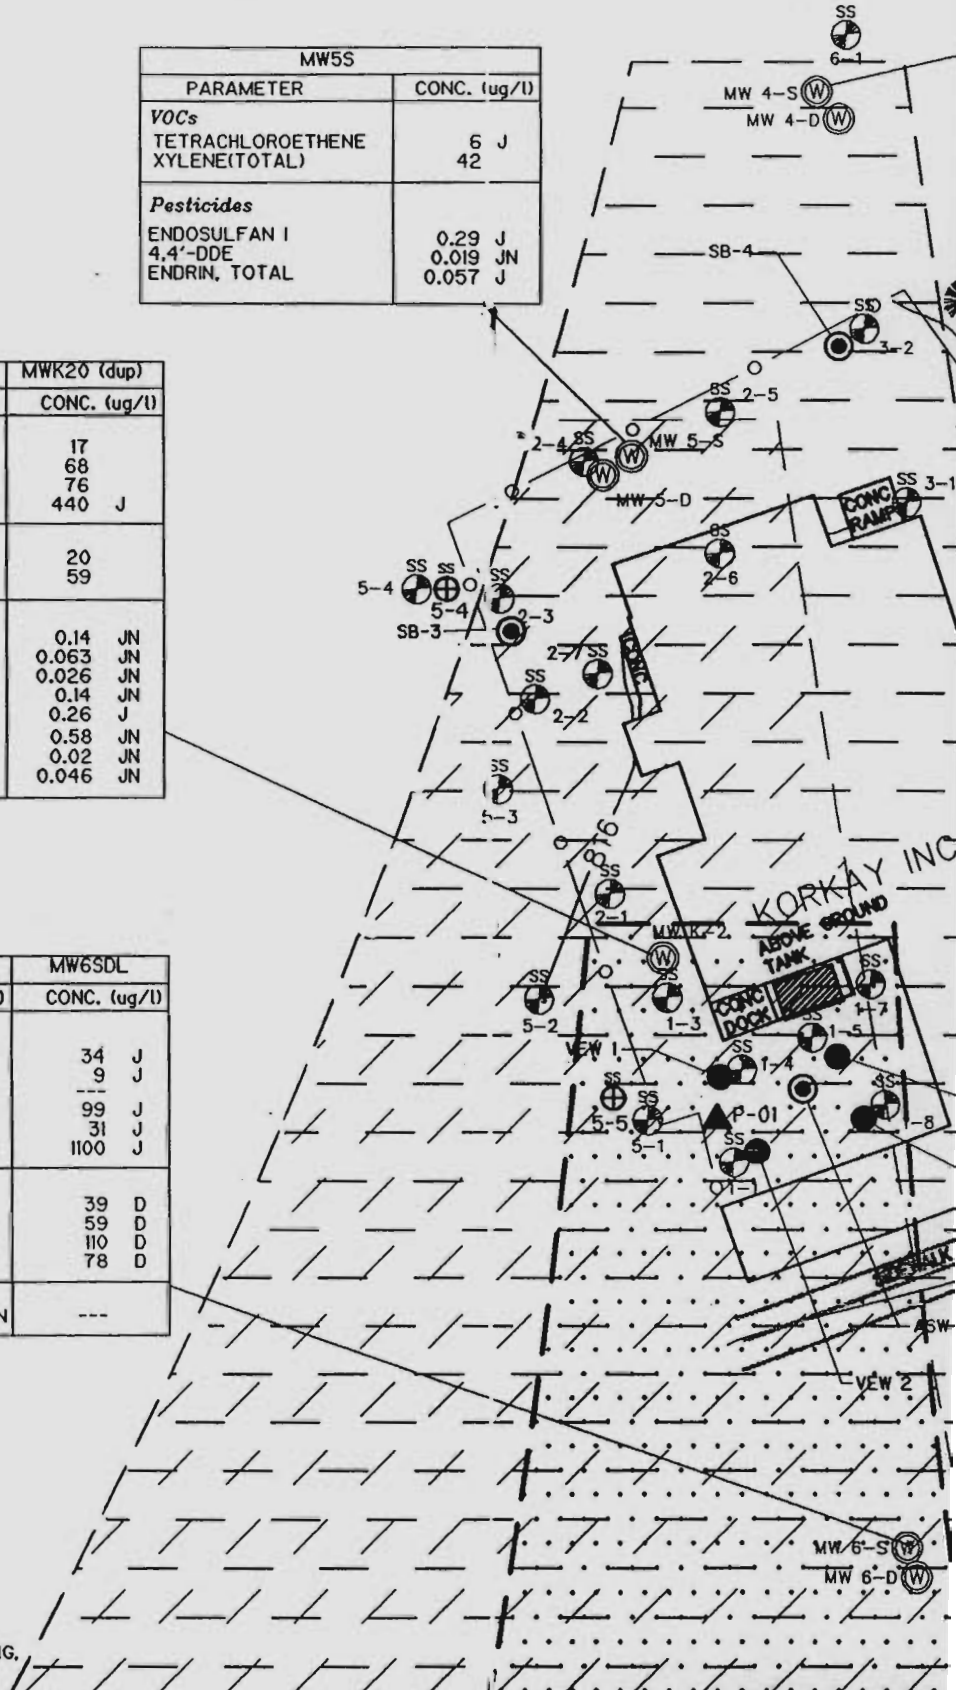 SS
6-1
MW5S
PARAMETER CONC. (ug/l)
VOCs
TETRACHLOROETHENE 6 J
XYLENE(TOTAL) 42
Pesticides
ENDOSULFAN I 0.29 J
4,4'-DDE 0.019 JN
ENDRIN, TOTAL 0.057 J
MW 4-S W
MW 4-D W
SB-4
SS
3-2
MWK20 (dup)
CONC. (ug/l)
17
68
76
440 J
20
59
0.14 JN
0.063 JN
0.026 JN
0.14 JN
0.26 J
0.58 JN
0.02 JN
0.046 JN
SS 2-5
2-4 SS
W MW 5-S
W
MW 5-D
SS 3-1
CONC
RAMP
SS
2-6
SS SS SS
5-4
5-4
2-3
SB-3
2-7 SS
CONC.
SS
2-2
SS
5-3
816
SS
2-1
KORKAY INC
MW K-2
W
ABOVE GROUND
TANK
CONC
DOCK
SS
1-7
SS
5-2
SS
1-3
SS
1-5
VEW 1
SS
1-4
SS
5-5
5-1
P-01
SS
-8
SS
1-1
MW6SDL
CONC. (ug/l)
34 J
9 J
---
99 J
31 J
1100 J
39 D
59 D
110 D
78 D
---
SIDEWALK
ASW
VEW 2
MW 6-S W
MW 6-D W